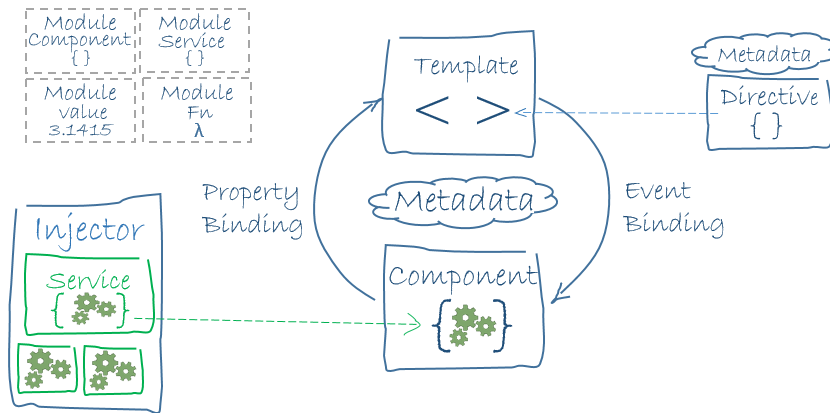 Module
Component
{ }
Module
Service
{ }
Module
value
3.1415
Module
Fn
λ
Template
< >
Metadata
Directive
{ }
Property
Binding
Metadata
Event
Binding
Injector
Service
{ }
Component
{ }